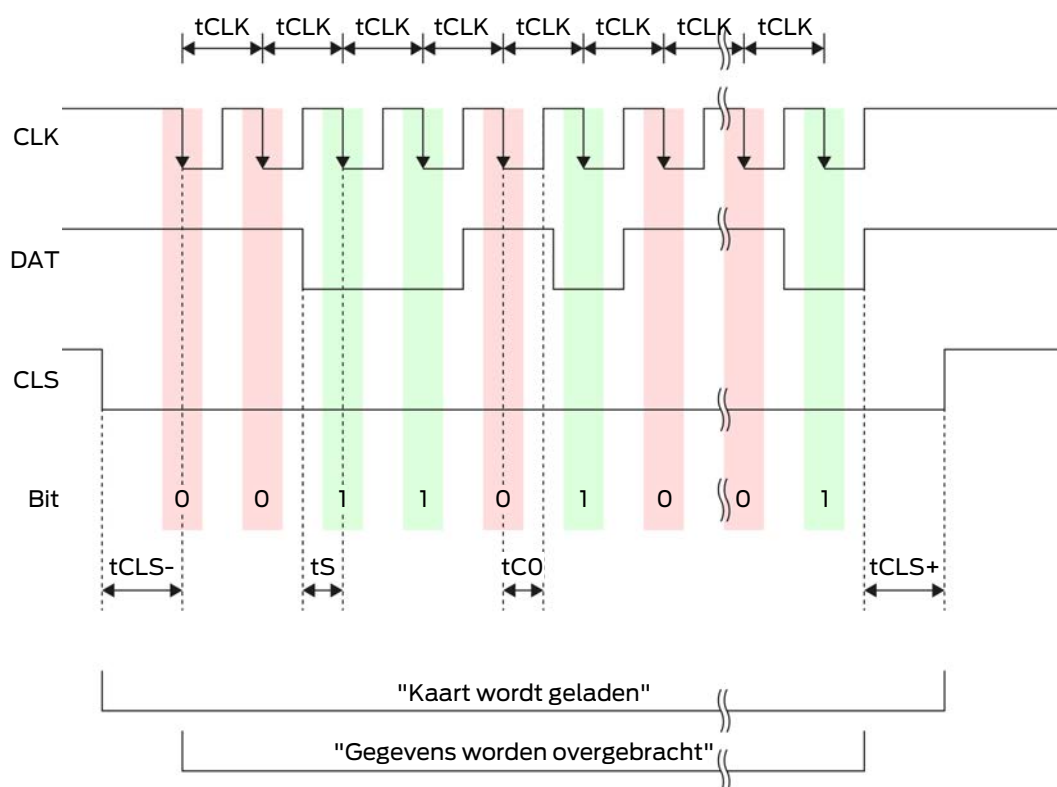 tCLK tCLK tCLK tCLK tCLK tCLK tCLK tCLK
CLK
DAT
CLS
Bit 0 0 1 1 0 1 0 0 1
tCLS- tS tC0 tCLS+
"Kaart wordt geladen"
"Gegevens worden overgebracht"